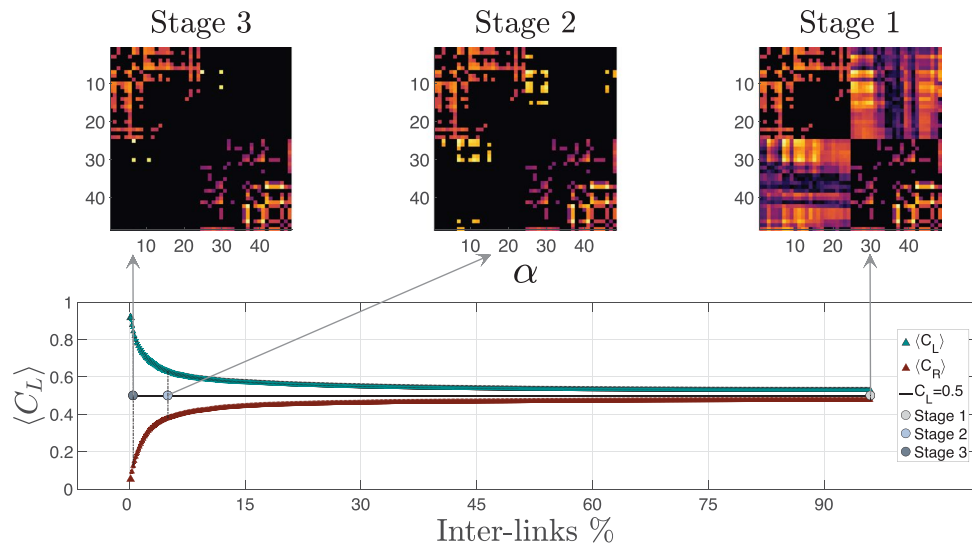 Stage 3 Stage 2 Stage 1
10 10 10
20 20 20
30 30 30
40 40 40
10 20 30 40 10 20 30 40 10 20 30 40
α
1
0.8
0.6
0.4
0.2
0
⟨C_L⟩
⟨C_L⟩
⟨C_R⟩
C_L=0.5
Stage 1
Stage 2
Stage 3
0 15 30 45 60 75 90
Inter-links %